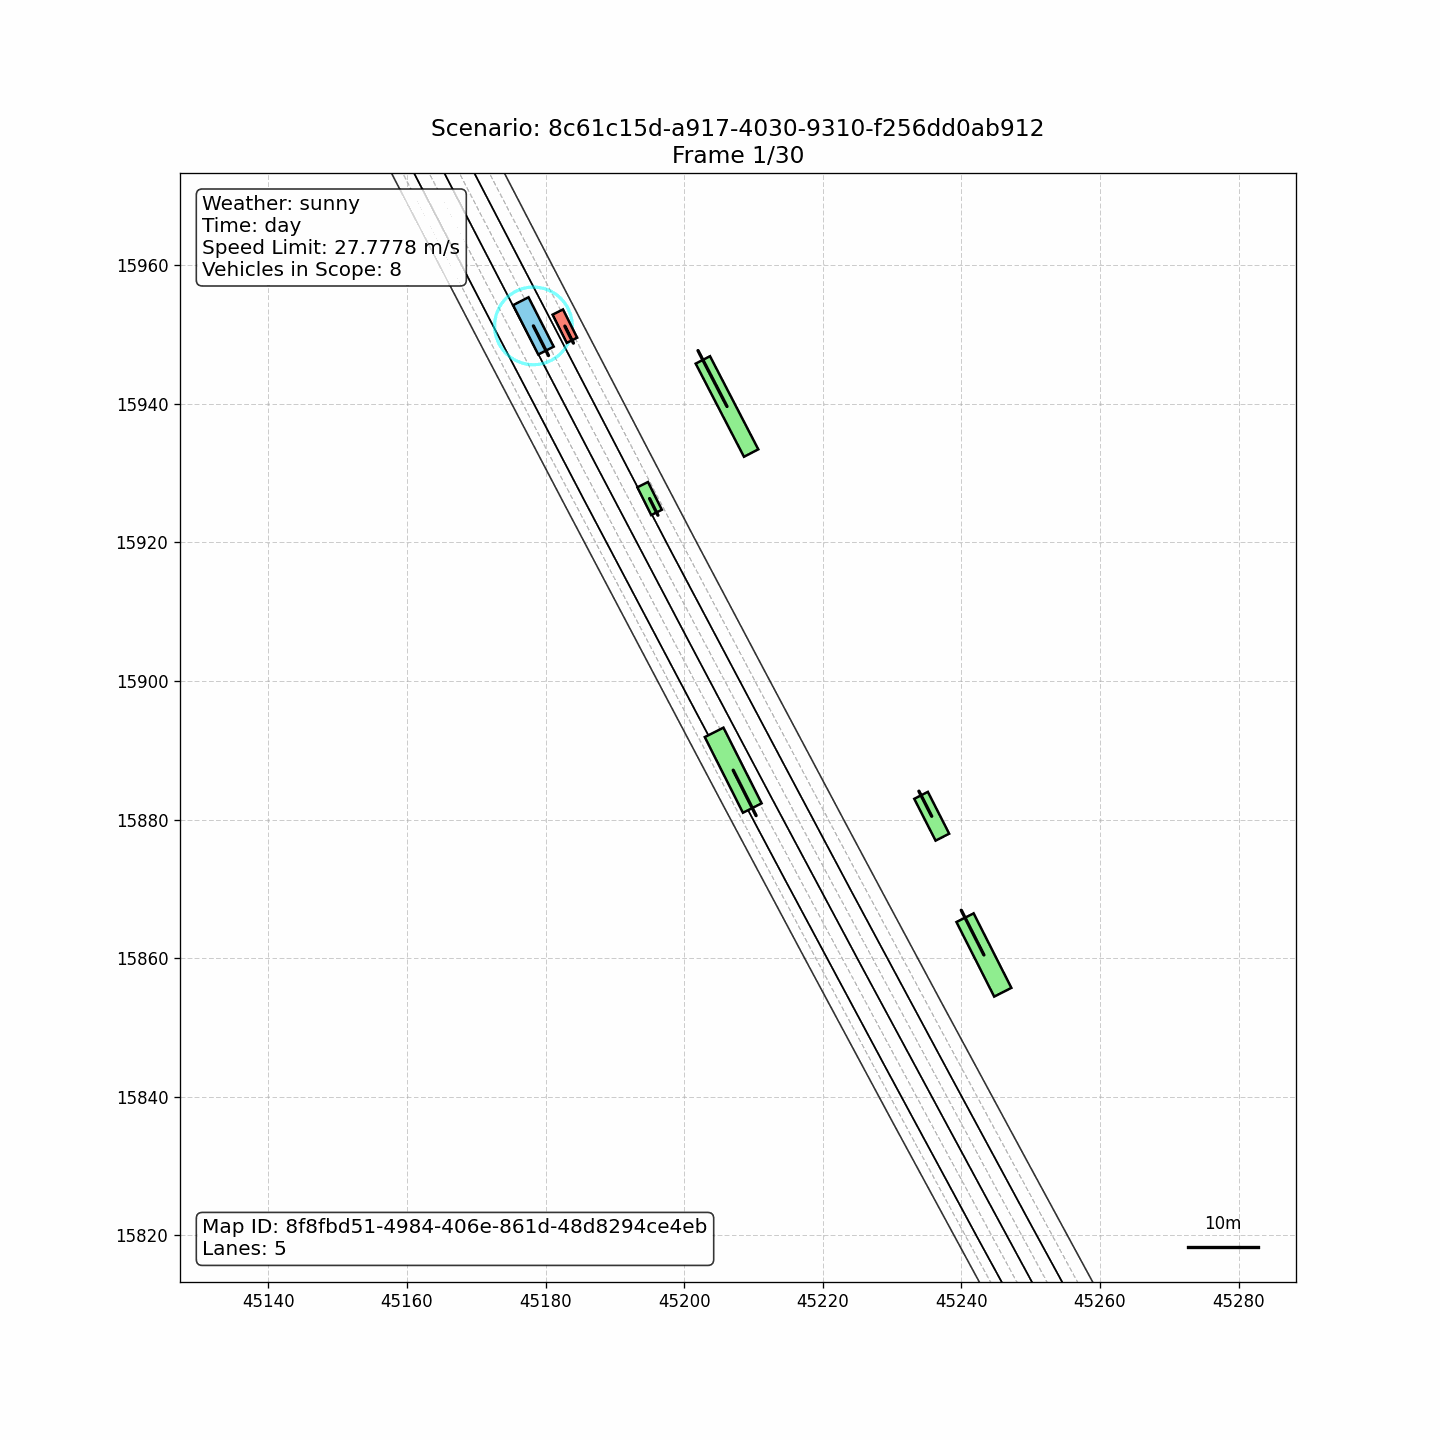 Scenario: 8c61c15d-a917-4030-9310-f256dd0ab912
Frame 1/30
Weather: sunny
Time: day
Speed Limit: 27.7778 m/s
Vehicles in Scope: 8
15960
15940
15920
15900
15880
15860
15840
15820
Map ID: 8f8fbd51-4984-406e-861d-48d8294ce4eb
Lanes: 5
10m
45140 45160 45180 45200 45220 45240 45260 45280